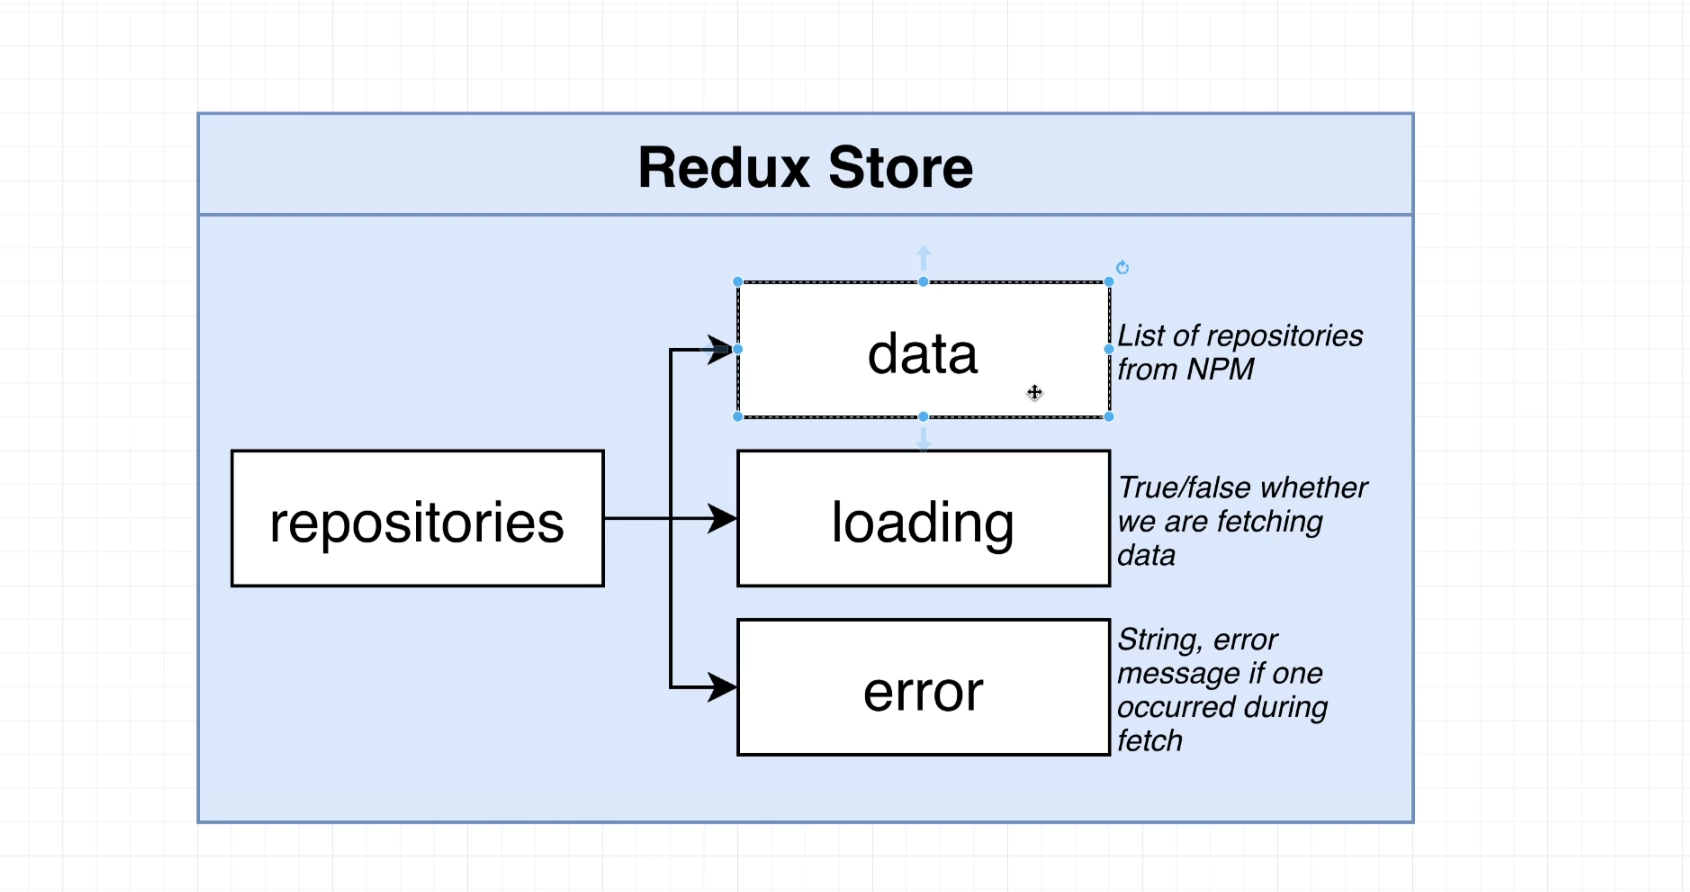 Redux Store
data
List of repositories
from NPM
repositories
loading
True/false whether
we are fetching
data
error
String, error
message if one
occurred during
fetch